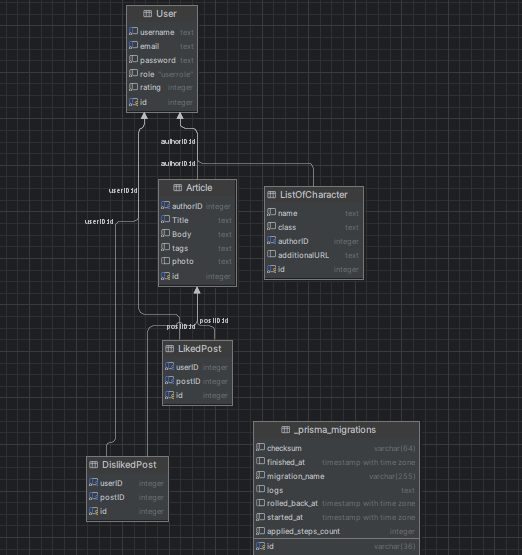 User
username text
email text
password text
role "userrole"
rating integer
id integer
authorID:id
authorID:id
userID:id
userID:id
Article
authorID integer
Title text
Body text
tags text
photo text
id integer
ListOfCharacter
name text
class text
authorID integer
additionalURL text
id integer
postID:id
postID:id
LikedPost
userID integer
postID integer
id integer
_prisma_migrations
checksum varchar(64)
finished_at timestamp with time zone
migration_name varchar(255)
logs text
rolled_back_at timestamp with time zone
started_at timestamp with time zone
applied_steps_count integer
id varchar(36)
DislikedPost
userID integer
postID integer
id integer